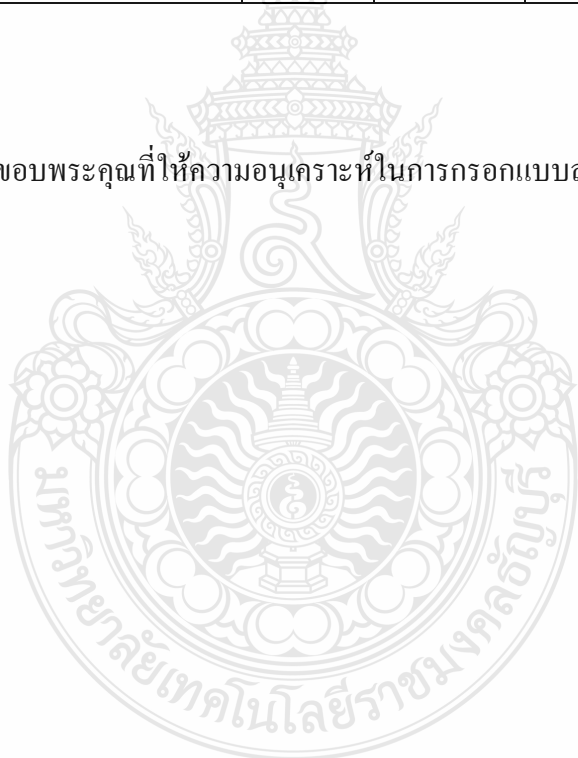 ขอบพระคุณที่ให้ความอนุเคราะห์ในการกรอกแบบส
มหาวิทยาลัยเทคโนโลยีราชมงคลธัญบุรี